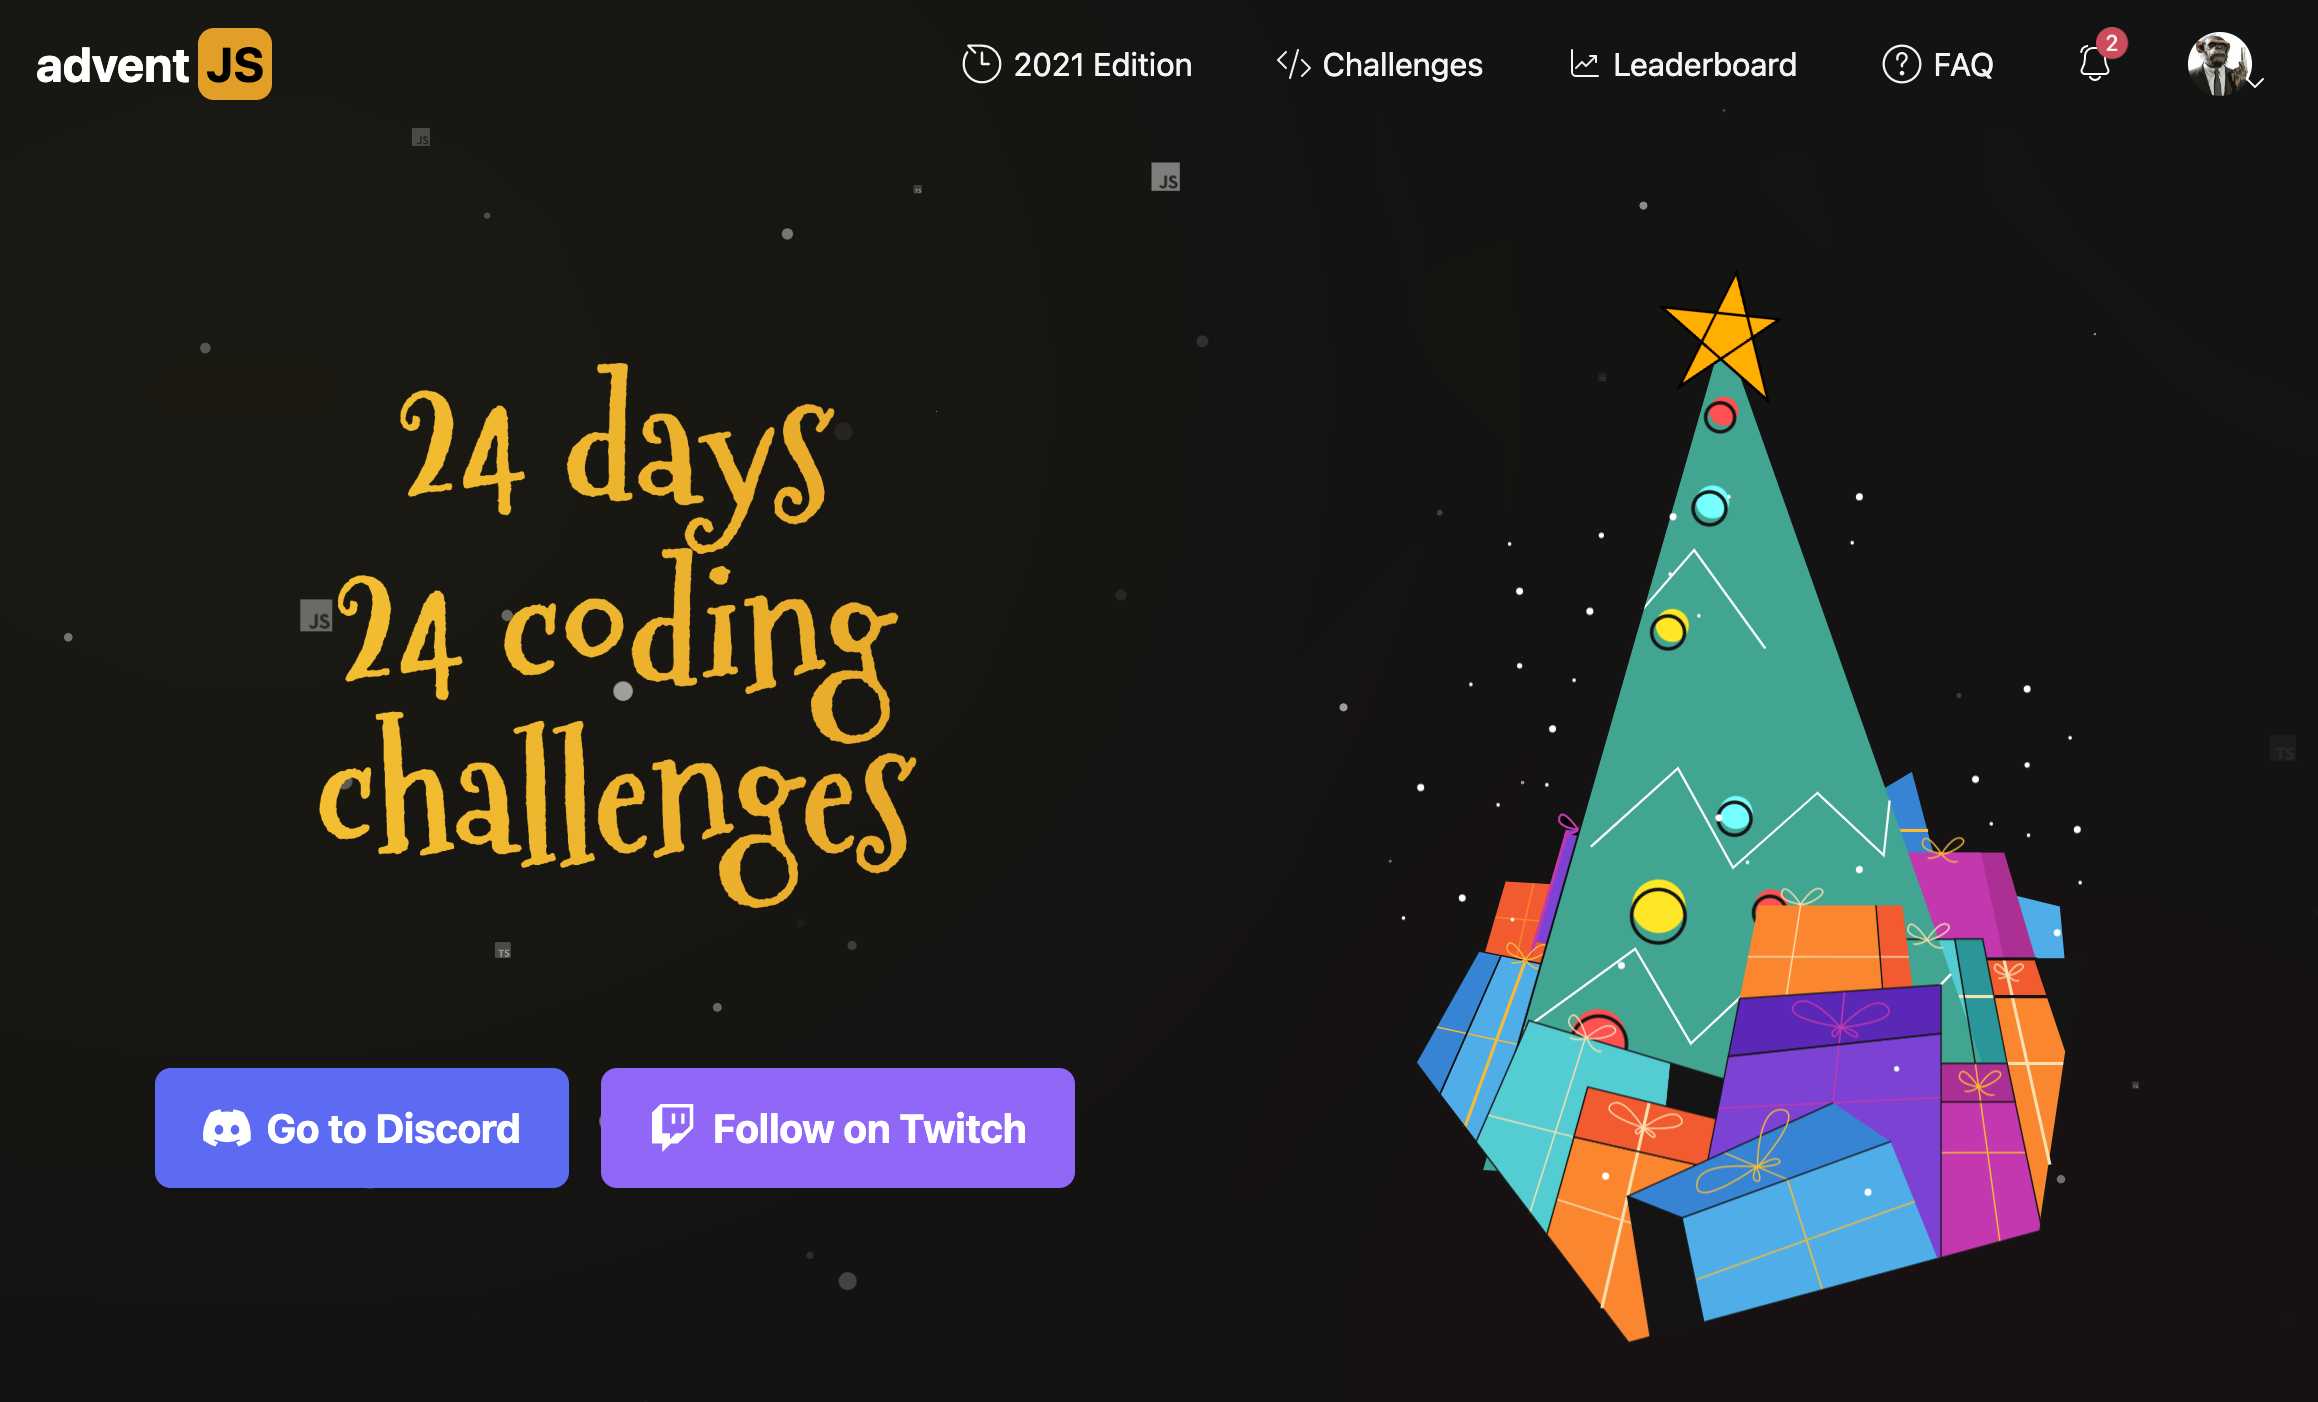 advent JS
2021 Edition
Challenges
Leaderboard
FAQ
2
JS
TS
JS
24 days
24 coding
challenges
JS
TS
TS
Go to Discord
Follow on Twitch